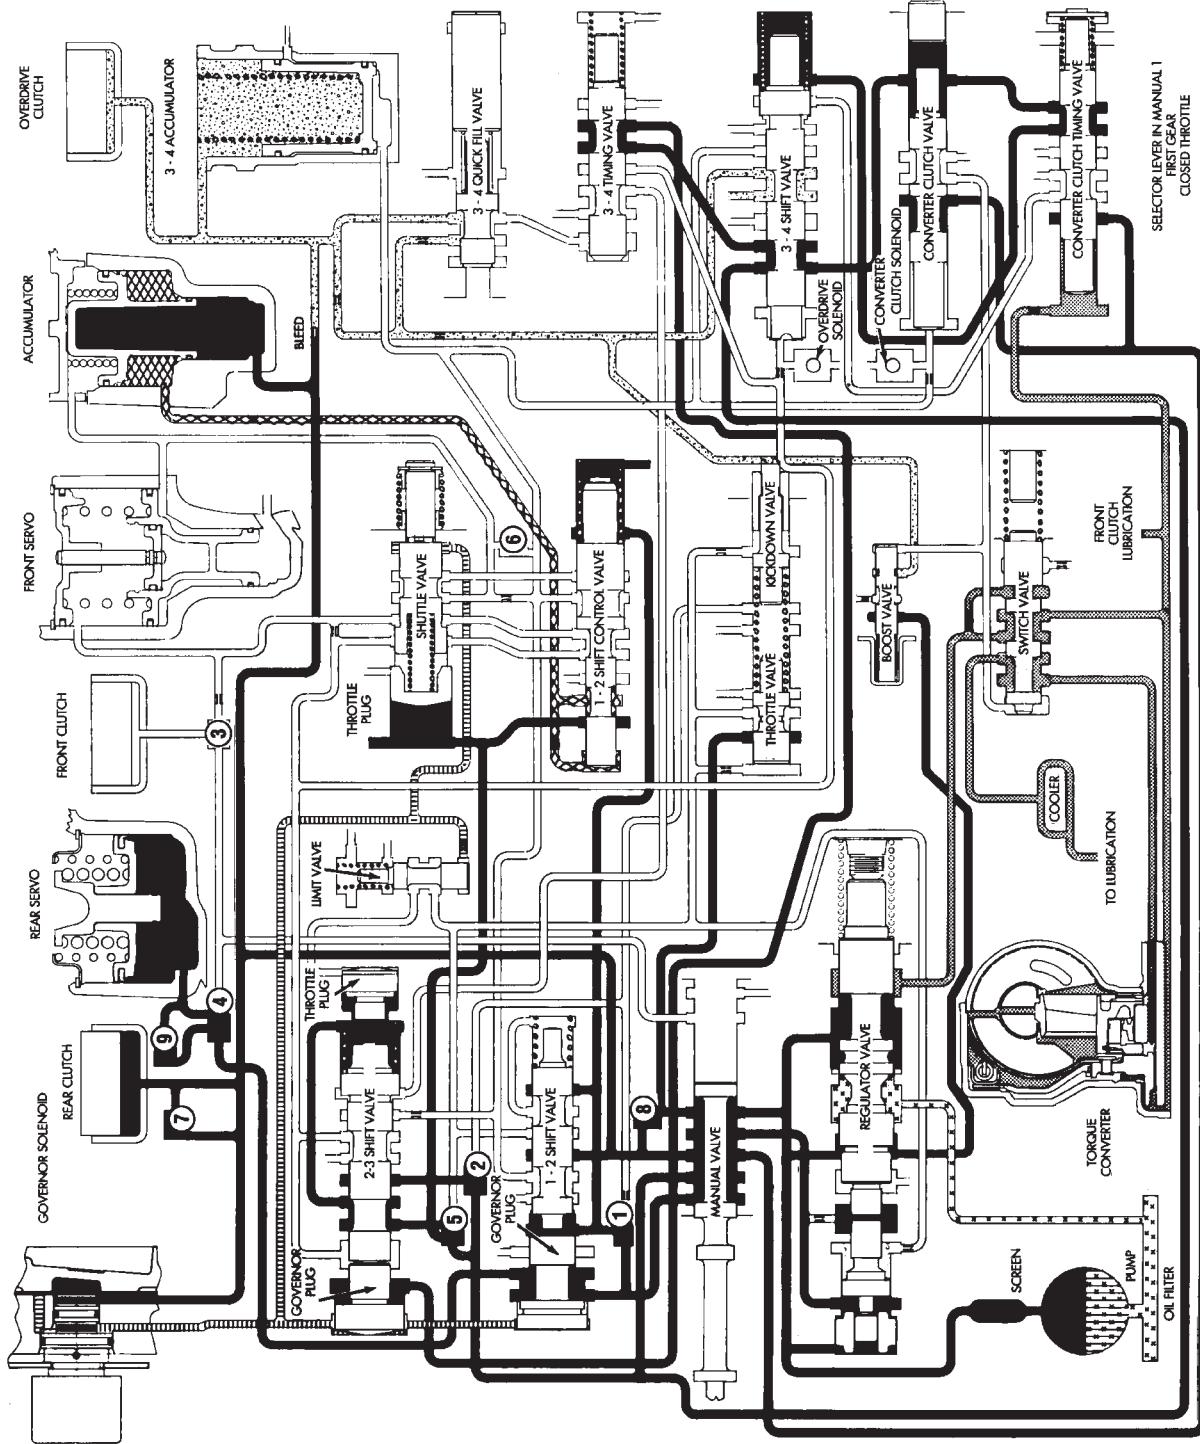 GOVERNOR SOLENOID
REAR CLUTCH
REAR SERVO
FRONT CLUTCH
FRONT SERVO
ACCUMULATOR
OVERDRIVE
CLUTCH
3 - 4 ACCUMULATOR
7
9
4
3
BLEED
GOVERNOR
PLUG
2-3 SHIFT VALVE
THROTTLE
PLUG
LIMIT VALVE
THROTTLE
PLUG
SHUTTLE VALVE
3 - 4 QUICK FILL VALVE
5
2
6
GOVERNOR
PLUG
1 - 2 SHIFT VALVE
1 - 2 SHIFT CONTROL VALVE
3 - 4 TIMING VALVE
1
8
MANUAL VALVE
THROTTLE VALVE
KICKDOWN VALVE
3 - 4 SHIFT VALVE
OVERDRIVE
SOLENOID
REGULATOR VALVE
BOOST VALVE
CONVERTER
CLUTCH SOLENOID
CONVERTER CLUTCH VALVE
SCREEN
SWITCH VALVE
COOLER
CONVERTER CLUTCH TIMING VALVE
TORQUE
CONVERTER
TO LUBRICATION
FRONT
CLUTCH
LUBRICATION
PUMP
OIL FILTER
SELECTOR LEVER IN MANUAL 1
FIRST GEAR
CLOSED THROTTLE